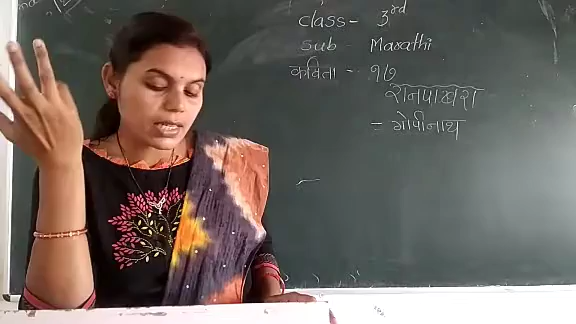 class - 3rd
sub - Marathi
कविता - १७
रानपाखरा
= गोपीनाथ